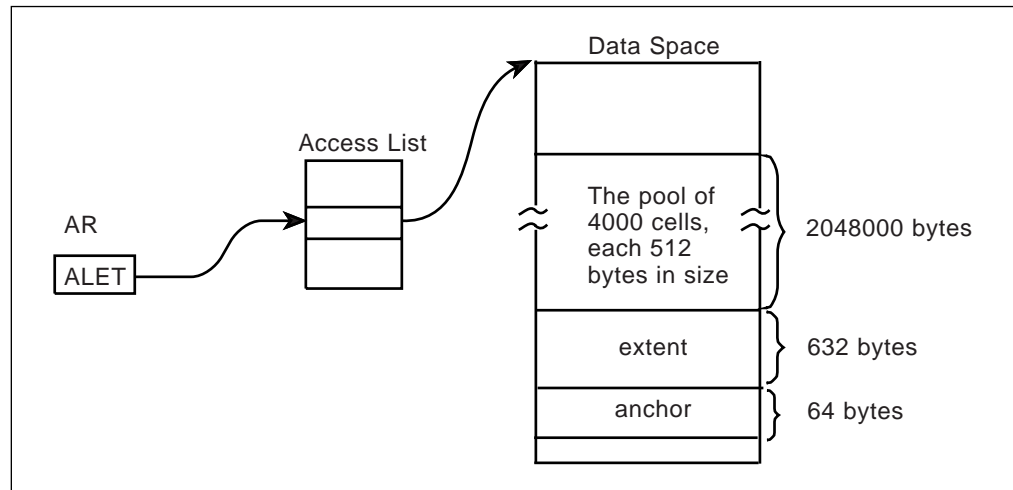 Data Space
Access List
AR
ALET
The pool of
4000 cells,
each 512
bytes in size
2048000 bytes
extent
632 bytes
anchor
64 bytes